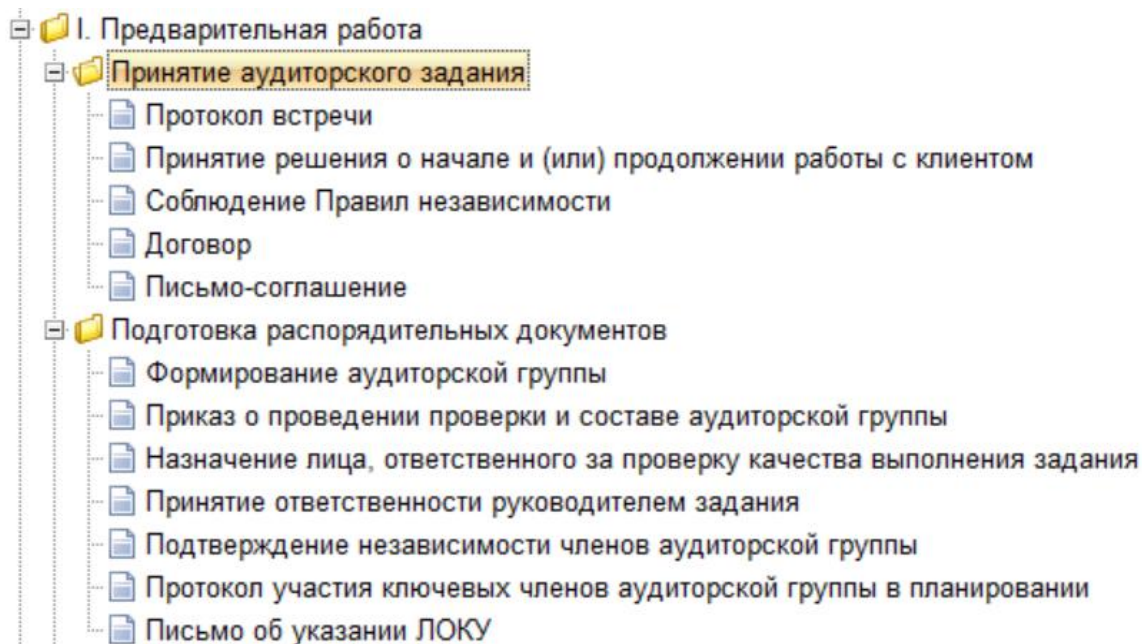 I. Предварительная работа
Принятие аудиторского задания
Протокол встречи
Принятие решения о начале и (или) продолжении работы с клиентом
Соблюдение Правил независимости
Договор
Письмо-соглашение
Подготовка распорядительных документов
Формирование аудиторской группы
Приказ о проведении проверки и составе аудиторской группы
Назначение лица, ответственного за проверку качества выполнения задания
Принятие ответственности руководителем задания
Подтверждение независимости членов аудиторской группы
Протокол участия ключевых членов аудиторской группы в планировании
Письмо об указании ЛОКУ